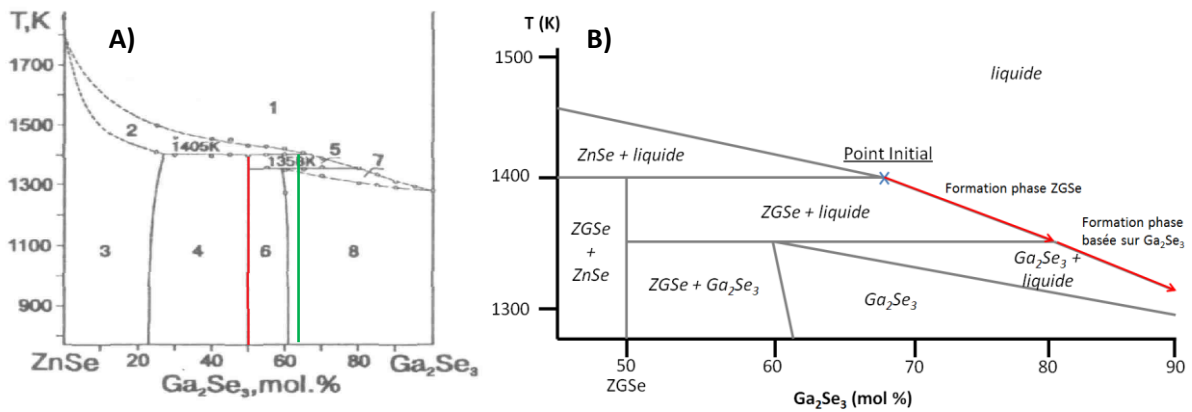 T,K
A)
1700
1500
1300
1100
900
1
2
1405K
5
7
1358K
3
4
6
8
ZnSe
20
40
60
80
Ga2Se3
Ga2Se3,mol.%
T (K)
B)
1500
1400
1300
liquide
ZnSe + liquide
Point Initial
Formation phase ZGSe
ZGSe + liquide
Formation phase
basée sur Ga2Se3
ZGSe
+
ZnSe
Ga2Se3 +
liquide
ZGSe + Ga2Se3
Ga2Se3
50
60
70
80
90
ZGSe
Ga2Se3 (mol %)